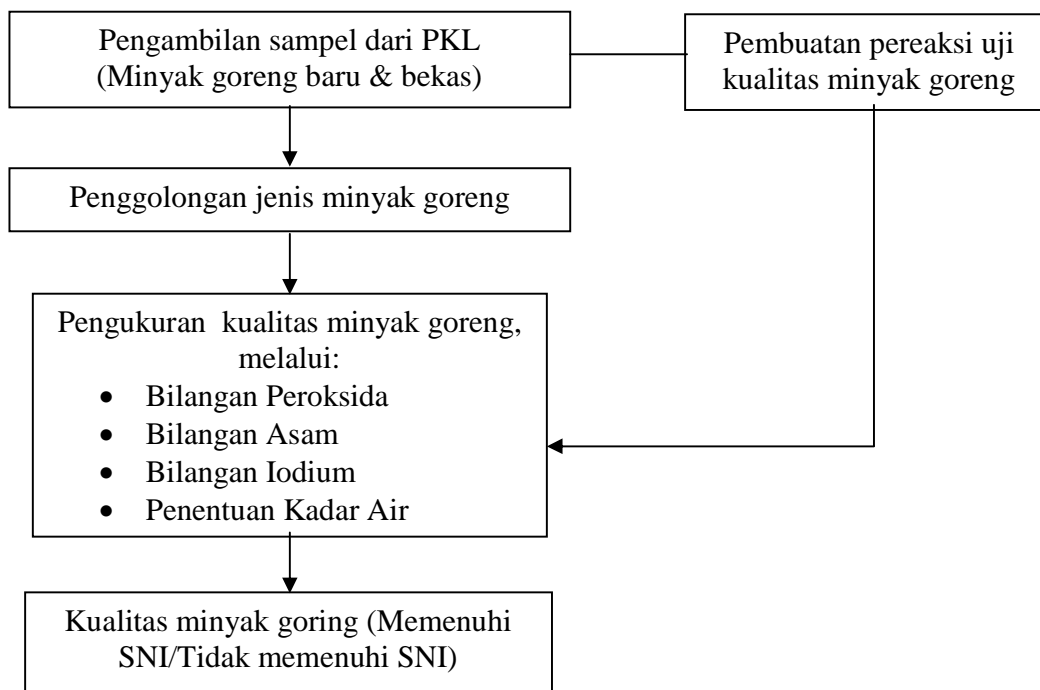 Pengambilan sampel dari PKL
(Minyak goreng baru & bekas)
Pembuatan pereaksi uji
kualitas minyak goreng
Penggolongan jenis minyak goreng
Pengukuran kualitas minyak goreng,
melalui:
• Bilangan Peroksida
• Bilangan Asam
• Bilangan Iodium
• Penentuan Kadar Air
Kualitas minyak goring (Memenuhi
SNI/Tidak memenuhi SNI)